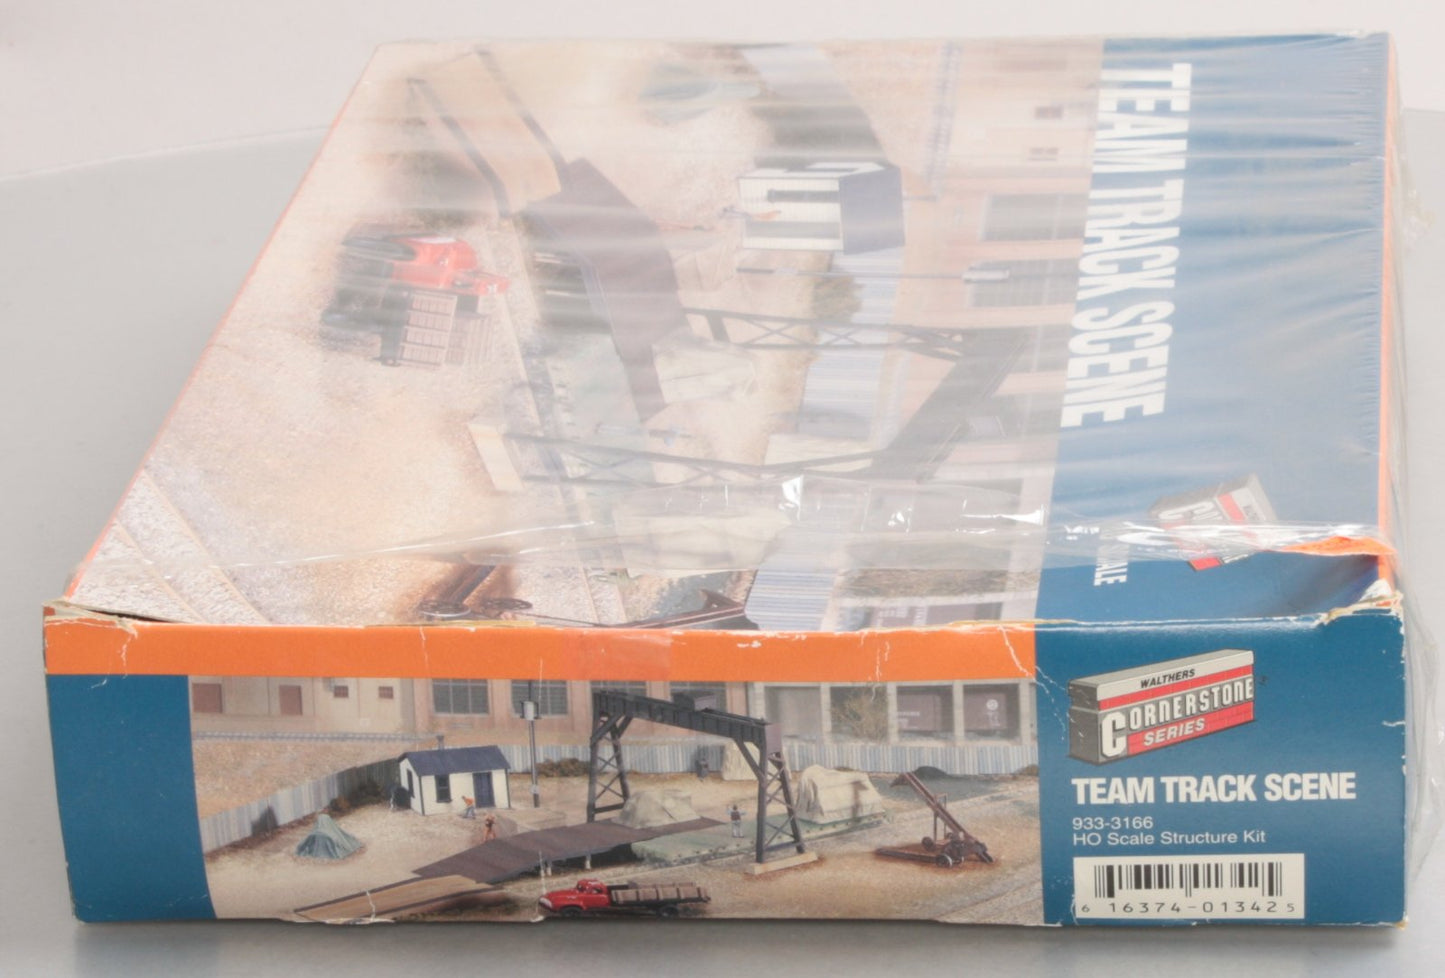 TEAM TRACK SCENE
WALTHERS
CORNERSTONE
SERIES
TEAM TRACK SCENE
933-3166
HO Scale Structure Kit
6 16374-01342 5